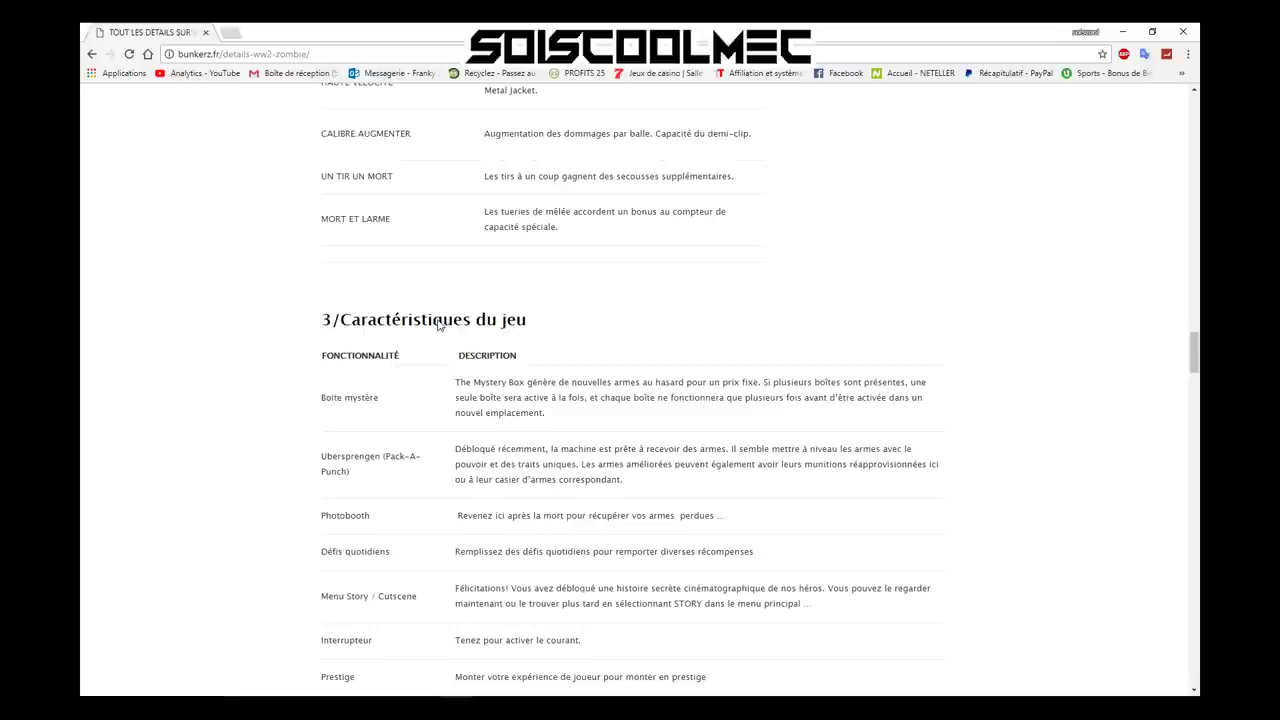 TOUT LES DETAILS SUR
SOISCOOLMEC
soiscool
bunkerz.fr/details-ww2-zombie/
Applications
Analytics - YouTube
Boîte de réception (
Messagerie - Franky
Recyclez - Passez au
PROFITS 25
Jeux de casino | Salle
Affiliation et système
Facebook
Accueil - NETELLER
Récapitulatif - PayPal
Sports - Bonus de Be
»
HAUTE VELOCITE
Metal Jacket.
CALIBRE AUGMENTER
Augmentation des dommages par balle. Capacité du demi-clip.
UN TIR UN MORT
Les tirs à un coup gagnent des secousses supplémentaires.
MORT ET LARME
Les tueries de mêlée accordent un bonus au compteur de
capacité spéciale.
3/Caractéristiques du jeu
FONCTIONNALITÉ
DESCRIPTION
Boite mystère
The Mystery Box génère de nouvelles armes au hasard pour un prix fixe. Si plusieurs boîtes sont présentes, une
seule boîte sera active à la fois, et chaque boîte ne fonctionnera que plusieurs fois avant d'être activée dans un
nouvel emplacement.
Ubersprengen (Pack-A-
Punch)
Débloqué récemment, la machine est prête à recevoir des armes. Il semble mettre à niveau les armes avec le
pouvoir et des traits uniques. Les armes améliorées peuvent également avoir leurs munitions réapprovisionnées ici
ou à leur casier d'armes correspondant.
Photobooth
Revenez ici après la mort pour récupérer vos armes perdues ...
Défis quotidiens
Remplissez des défis quotidiens pour remporter diverses récompenses
Menu Story / Cutscene
Félicitations! Vous avez débloqué une histoire secrète cinématographique de nos héros. Vous pouvez le regarder
maintenant ou le trouver plus tard en sélectionnant STORY dans le menu principal ...
Interrupteur
Tenez pour activer le courant.
Prestige
Monter votre expérience de joueur pour monter en prestige